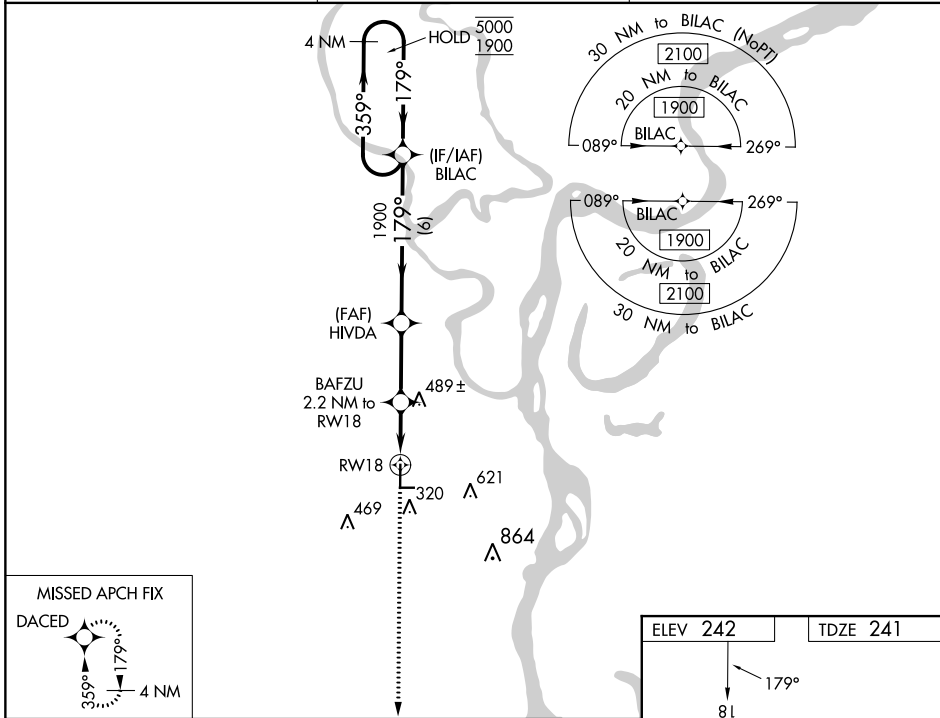 4 NM
HOLD 5000
1900
359°
179°
(IF/IAF)
BILAC
1900
179°
(6)
(FAF)
HIVDA
BAFZU
2.2 NM to
RW18
489±
RW18
320
621
469
864
30 NM to BILAC (NoPT)
2100
20 NM to BILAC
1900
BILAC
089°
269°
089°
269°
BILAC
1900
20 NM to BILAC
2100
30 NM to BILAC
MISSED APCH FIX
DACED
359°
179°
4 NM
ELEV 242
TDZE 241
179°
18